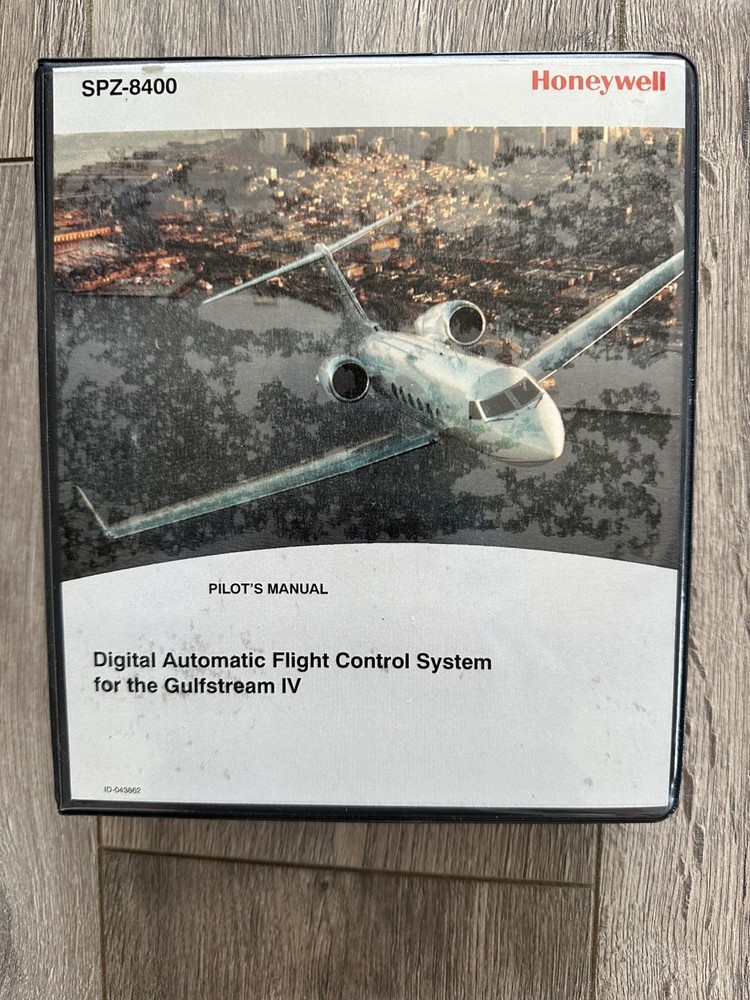 SPZ-8400
Honeywell
PILOT'S MANUAL
Digital Automatic Flight Control System
for the Gulfstream IV
ID-043862